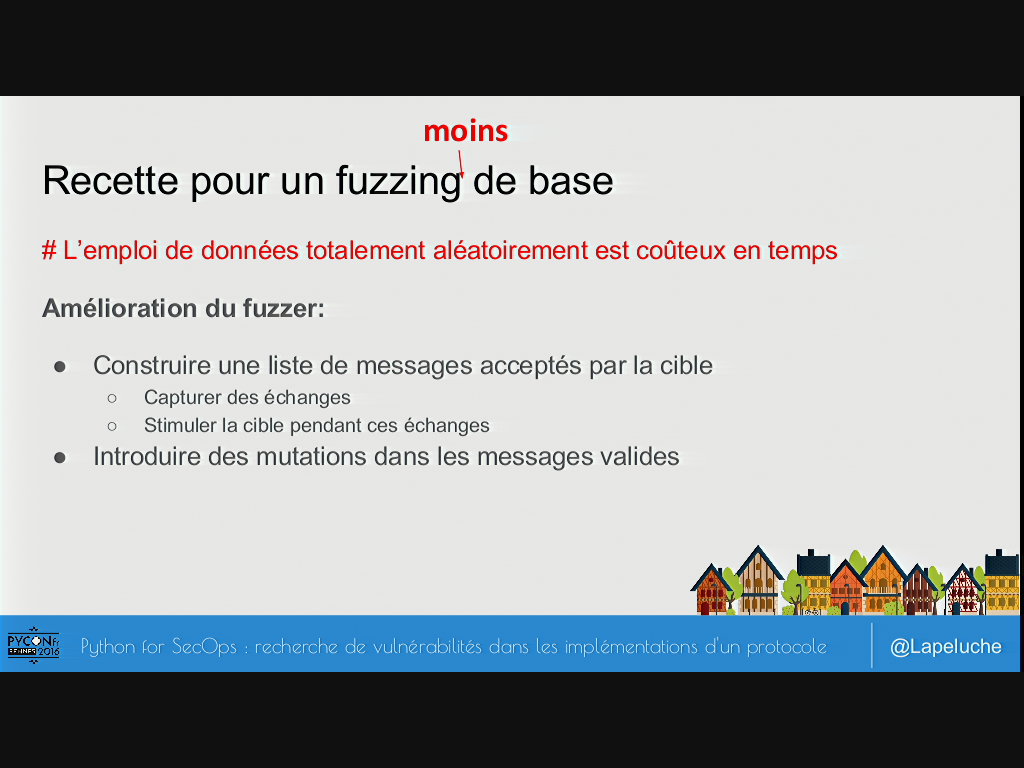 moins
Recette pour un fuzzing de base
# L’emploi de données totalement aléatoirement est coûteux en temps
Amélioration du fuzzer:
● Construire une liste de messages acceptés par la cible
○ Capturer des échanges
○ Stimuler la cible pendant ces échanges
● Introduire des mutations dans les messages valides
PYCON.fr
RENNES 2016
Python for SecOps : recherche de vulnérabilités dans les implémentations d'un protocole
@Lapeluche